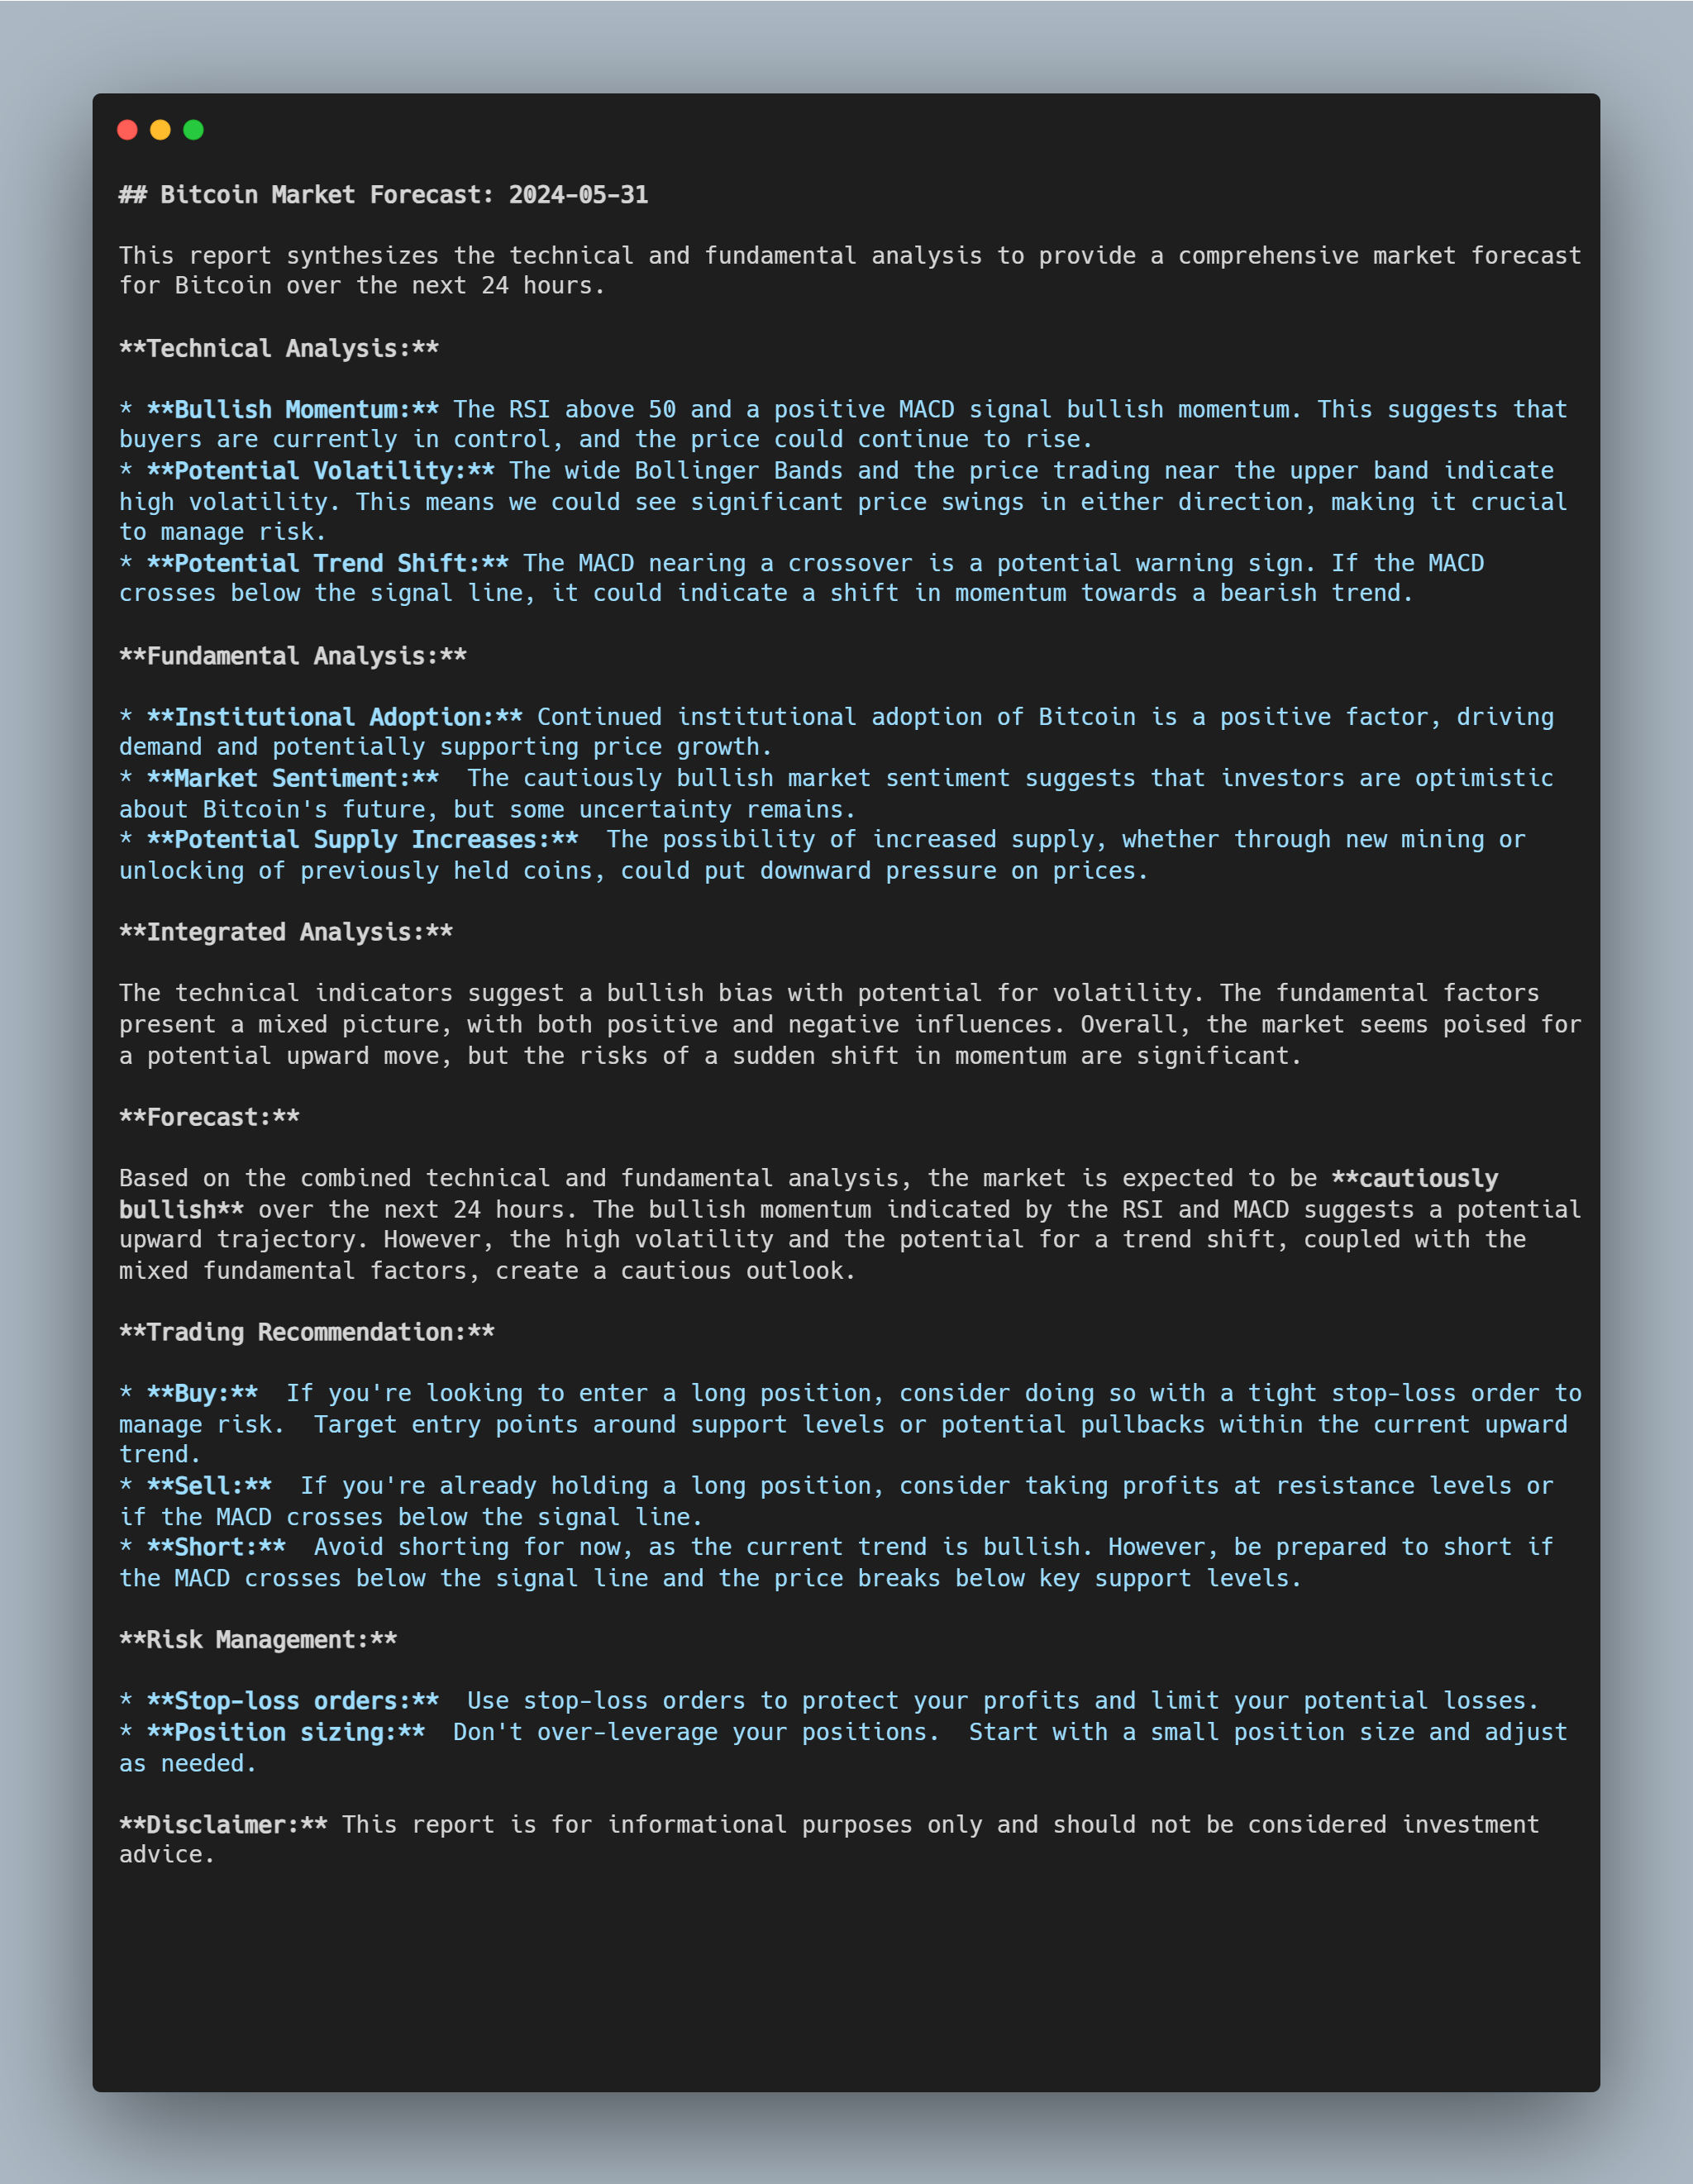 ## Bitcoin Market Forecast: 2024-05-31
This report synthesizes the technical and fundamental analysis to provide a comprehensive market forecast
for Bitcoin over the next 24 hours.
**Technical Analysis:**
* **Bullish Momentum:** The RSI above 50 and a positive MACD signal bullish momentum. This suggests that
buyers are currently in control, and the price could continue to rise.
* **Potential Volatility:** The wide Bollinger Bands and the price trading near the upper band indicate
high volatility. This means we could see significant price swings in either direction, making it crucial
to manage risk.
* **Potential Trend Shift:** The MACD nearing a crossover is a potential warning sign. If the MACD
crosses below the signal line, it could indicate a shift in momentum towards a bearish trend.
**Fundamental Analysis:**
* **Institutional Adoption:** Continued institutional adoption of Bitcoin is a positive factor, driving
demand and potentially supporting price growth.
* **Market Sentiment:**  The cautiously bullish market sentiment suggests that investors are optimistic
about Bitcoin's future, but some uncertainty remains.
* **Potential Supply Increases:**  The possibility of increased supply, whether through new mining or
unlocking of previously held coins, could put downward pressure on prices.
**Integrated Analysis:**
The technical indicators suggest a bullish bias with potential for volatility. The fundamental factors
present a mixed picture, with both positive and negative influences. Overall, the market seems poised for
a potential upward move, but the risks of a sudden shift in momentum are significant.
**Forecast:**
Based on the combined technical and fundamental analysis, the market is expected to be **cautiously
bullish** over the next 24 hours. The bullish momentum indicated by the RSI and MACD suggests a potential
upward trajectory. However, the high volatility and the potential for a trend shift, coupled with the
mixed fundamental factors, create a cautious outlook.
**Trading Recommendation:**
* **Buy:**  If you're looking to enter a long position, consider doing so with a tight stop-loss order to
manage risk.  Target entry points around support levels or potential pullbacks within the current upward
trend.
* **Sell:**  If you're already holding a long position, consider taking profits at resistance levels or
if the MACD crosses below the signal line.
* **Short:**  Avoid shorting for now, as the current trend is bullish. However, be prepared to short if
the MACD crosses below the signal line and the price breaks below key support levels.
**Risk Management:**
* **Stop-loss orders:**  Use stop-loss orders to protect your profits and limit your potential losses.
* **Position sizing:**  Don't over-leverage your positions.  Start with a small position size and adjust
as needed.
**Disclaimer:** This report is for informational purposes only and should not be considered investment
advice.